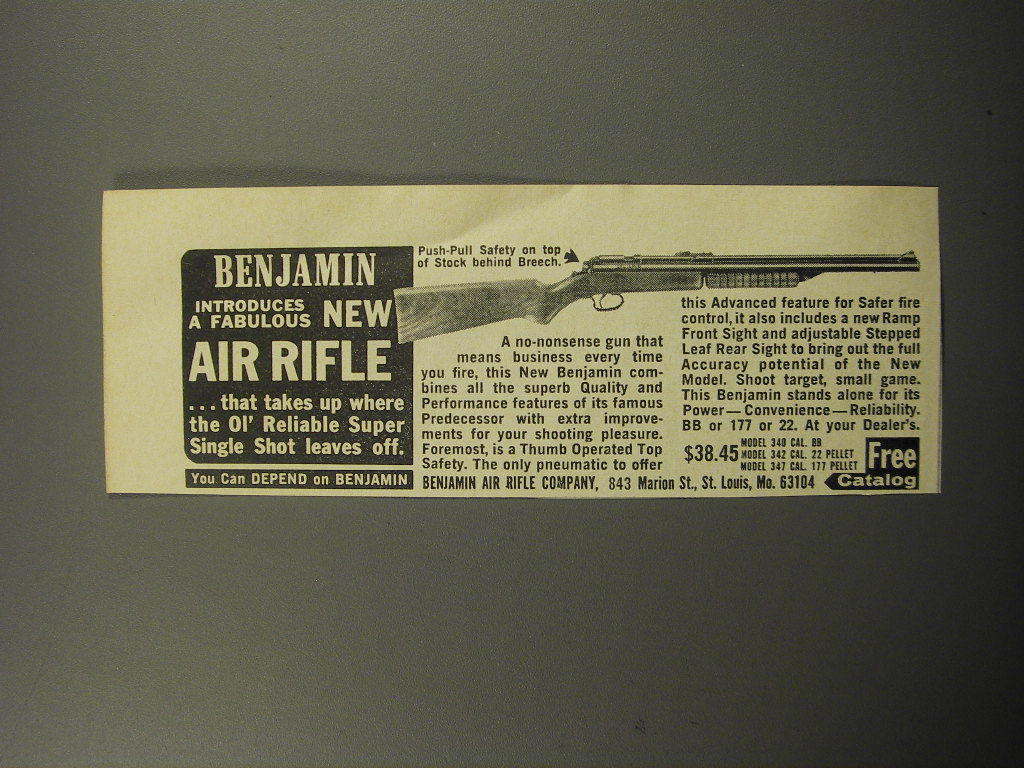 BENJAMIN
INTRODUCES
A FABULOUS NEW
AIR RIFLE
...that takes up where
the Ol' Reliable Super
Single Shot leaves off.
You Can DEPEND on BENJAMIN
Push-Pull Safety on top
of Stock behind Breech.
A no-nonsense gun that
means business every time
you fire, this New Benjamin com-
bines all the superb Quality and
Performance features of its famous
Predecessor with extra improve-
ments for your shooting pleasure.
Foremost, is a Thumb Operated Top
Safety. The only pneumatic to offer
this Advanced feature for Safer fire
control, it also includes a new Ramp
Front Sight and adjustable Stepped
Leaf Rear Sight to bring out the full
Accuracy potential of the New
Model. Shoot target, small game.
This Benjamin stands alone for its
Power—Convenience—Reliability.
BB or 177 or 22. At your Dealer's.
$38.45
MODEL 340 CAL. BB
MODEL 342 CAL. 22 PELLET
MODEL 347 CAL. 177 PELLET
Free
Catalog
BENJAMIN AIR RIFLE COMPANY, 843 Marion St., St. Louis, Mo. 63104